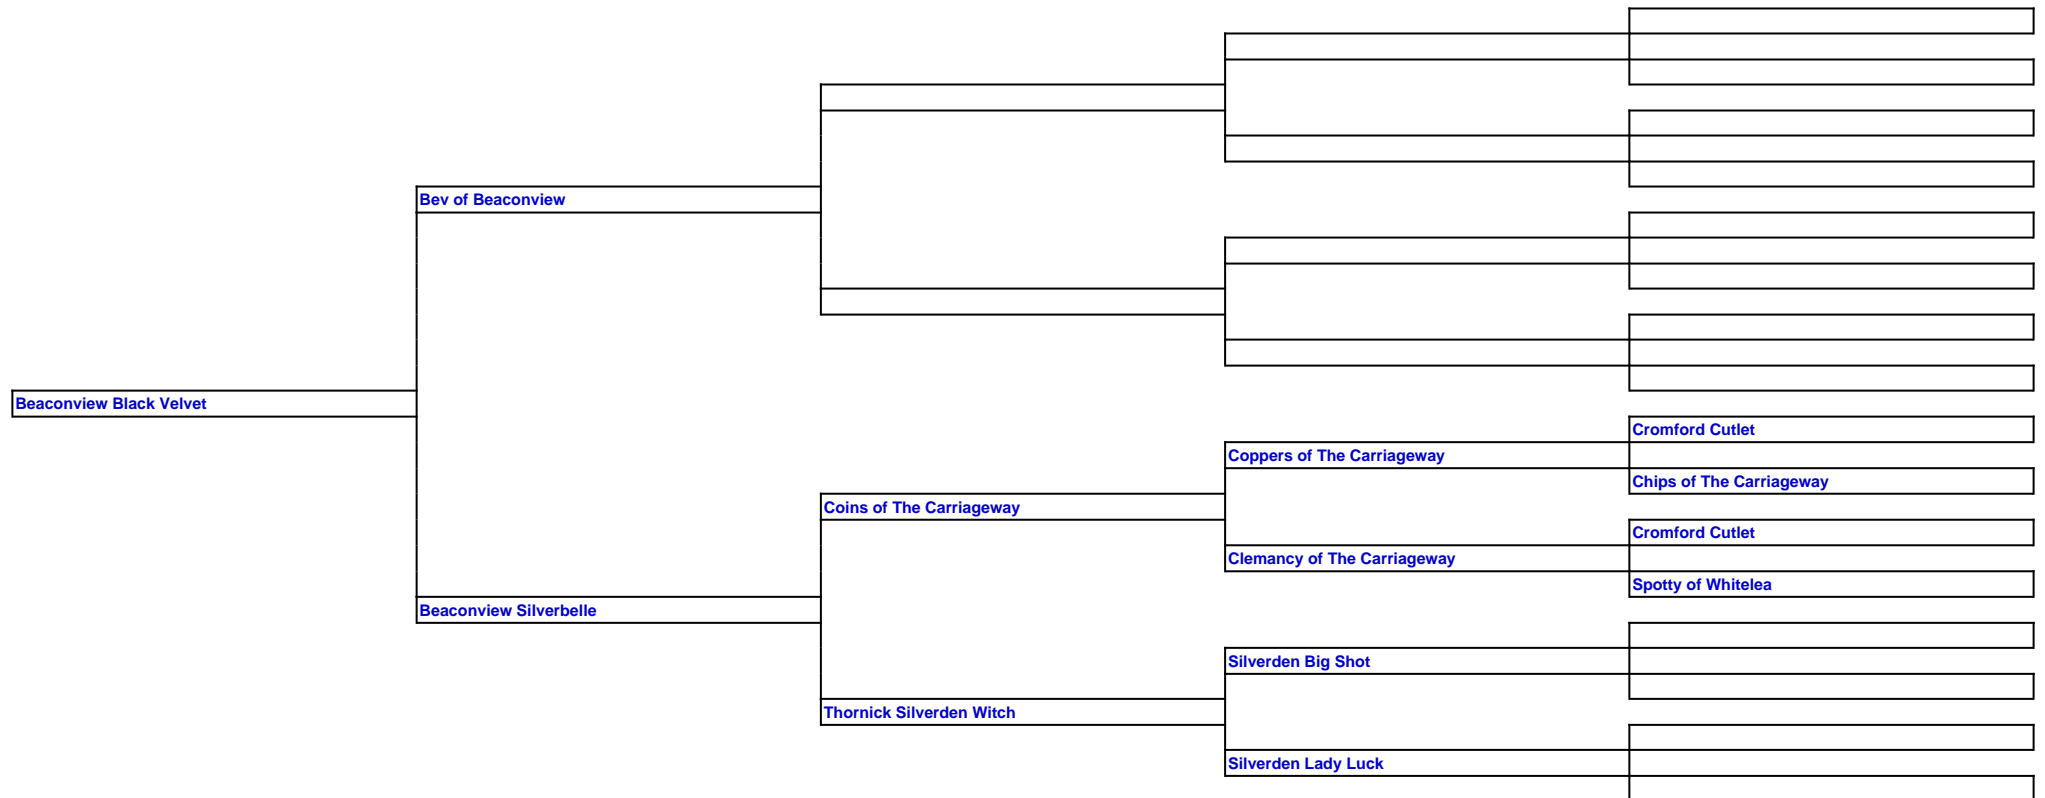 Bev of Beaconview
Beaconview Black Velvet
Cromford Cutlet
Coppers of The Carriageway
Chips of The Carriageway
Coins of The Carriageway
Cromford Cutlet
Clemancy of The Carriageway
Spotty of Whitelea
Beaconview Silverbelle
Silverden Big Shot
Thornick Silverden Witch
Silverden Lady Luck